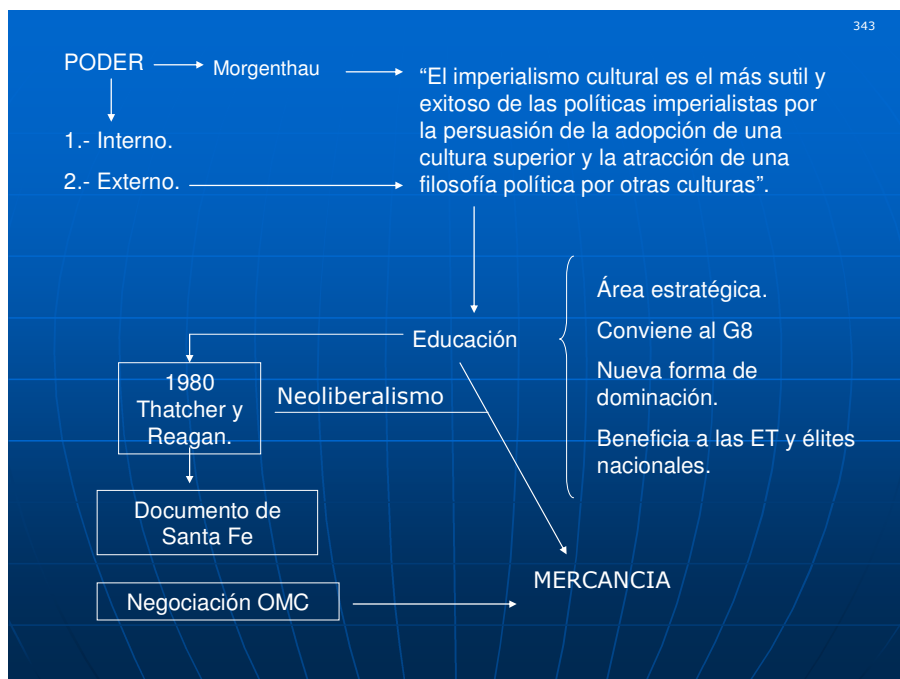 343
PODER
Morgenthau
“El imperialismo cultural es el más sutil y
exitoso de las políticas imperialistas por
la persuasión de la adopción de una
cultura superior y la atracción de una
filosofía política por otras culturas”.
1.- Interno.
2.- Externo.
Educación
Área estratégica.
Conviene al G8
Nueva forma de
dominación.
Beneficia a las ET y élites
nacionales.
1980
Thatcher y
Reagan.
Neoliberalismo
Documento de
Santa Fe
Negociación OMC
MERCANCIA